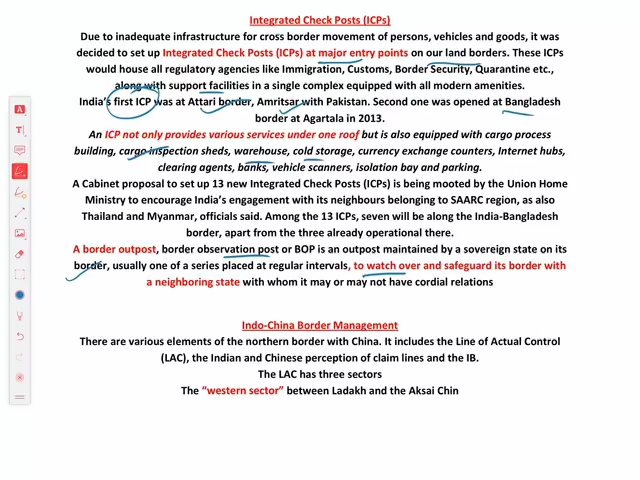 Integrated Check Posts (ICPs)
Due to inadequate infrastructure for cross border movement of persons, vehicles and goods, it was
decided to set up Integrated Check Posts (ICPs) at major entry points on our land borders. These ICPs
would house all regulatory agencies like Immigration, Customs, Border Security, Quarantine etc.,
along with support facilities in a single complex equipped with all modern amenities.
India's first ICP was at Attari border, Amritsar with Pakistan. Second one was opened at Bangladesh
border at Agartala in 2013.
An ICP not only provides various services under one roof but is also equipped with cargo process
building, cargo inspection sheds, warehouse, cold storage, currency exchange counters, Internet hubs,
clearing agents, banks, vehicle scanners, isolation bay and parking.
A Cabinet proposal to set up 13 new Integrated Check Posts (ICPs) is being mooted by the Union Home
Ministry to encourage India's engagement with its neighbours belonging to SAARC region, as also
Thailand and Myanmar, officials said. Among the 13 ICPs, seven will be along the India-Bangladesh
border, apart from the three already operational there.
A border outpost, border observation post or BOP is an outpost maintained by a sovereign state on its
border, usually one of a series placed at regular intervals, to watch over and safeguard its border with
a neighboring state with whom it may or may not have cordial relations
Indo-China Border Management
There are various elements of the northern border with China. It includes the Line of Actual Control
(LAC), the Indian and Chinese perception of claim lines and the IB.
The LAC has three sectors
The "western sector" between Ladakh and the Aksai Chin